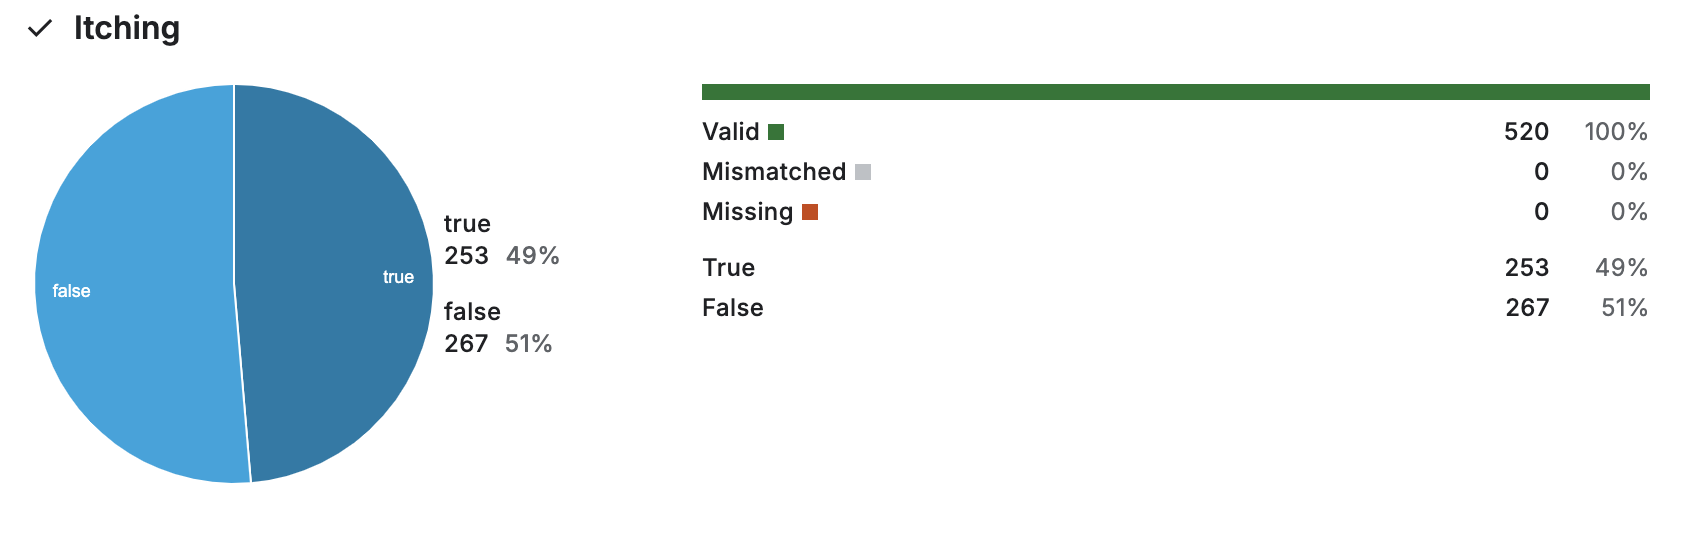 Itching
false
true
true
253 49%
false
267 51%
Valid 520 100%
Mismatched 0 0%
Missing 0 0%
True 253 49%
False 267 51%